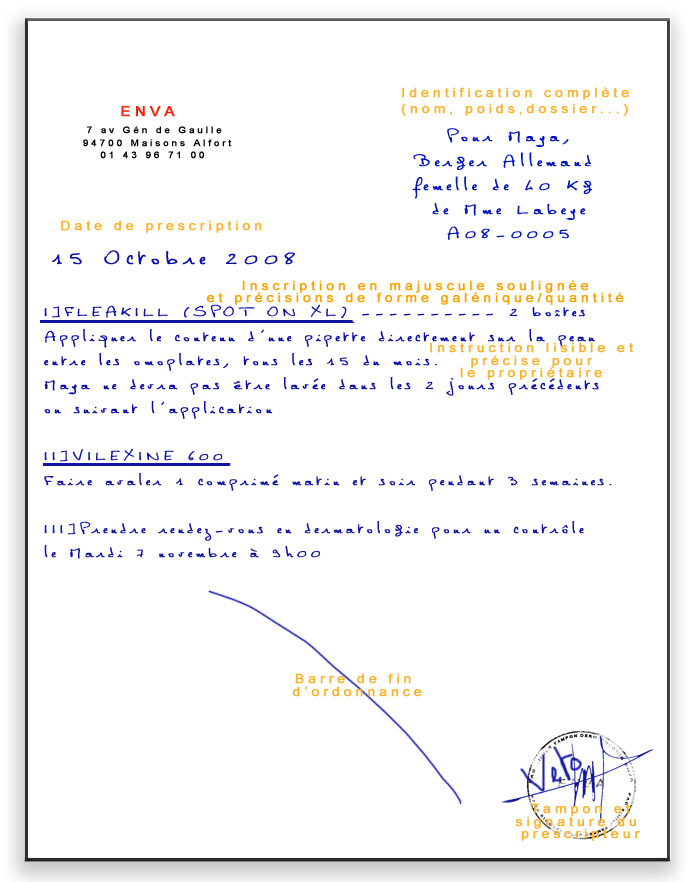 ENVA
7 av Gén de Gaulle
94700 Maisons Alfort
01 43 96 71 00
Identification complète
(nom, poids,dossier...)
Pour Maya,
Berger Allemand
femelle de 40 Kg
de Mme Labeye
A08-0005
Date de prescription
15 Octobre 2008
Inscription en majuscule soulignée
et précisions de forme galénique/quantité
I]FLEAKILL (SPOT ON XL) ---------- 2 boîtes
Appliquer le contenu d'une pipette directement sur la peau
Instruction lisible et
entre les omoplates, tous les 15 du mois.
précise pour
le propriétaire
Maya ne devra pas être lavée dans les 2 jours précédents
ou suivant l'application
II]VILEXINE 600
Faire avaler 1 comprimé matin et soir pendant 3 semaines.
III]Prendre rendez-vous en dermatologie pour un contrôle
le Mardi 7 novembre à 9h00
Barre de fin
d'ordonnance
TAMPON
Véto
Tampon et
signature du
prescripteur